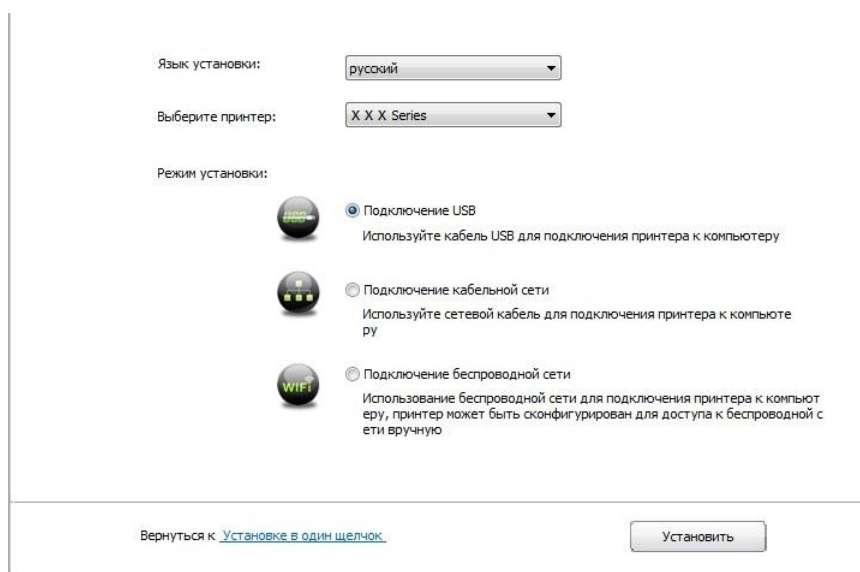 Язык установки: русский
Выберите принтер: X X X Series
Режим установки:
USB
Подключение USB
Используйте кабель USB для подключения принтера к компьютеру
Подключение кабельной сети
Используйте сетевой кабель для подключения принтера к компьюте
ру
WiFi
Подключение беспроводной сети
Использование беспроводной сети для подключения принтера к компьют
еру, принтер может быть сконфигурирован для доступа к беспроводной с
ети вручную
Вернуться к Установке в один щелчок Установить